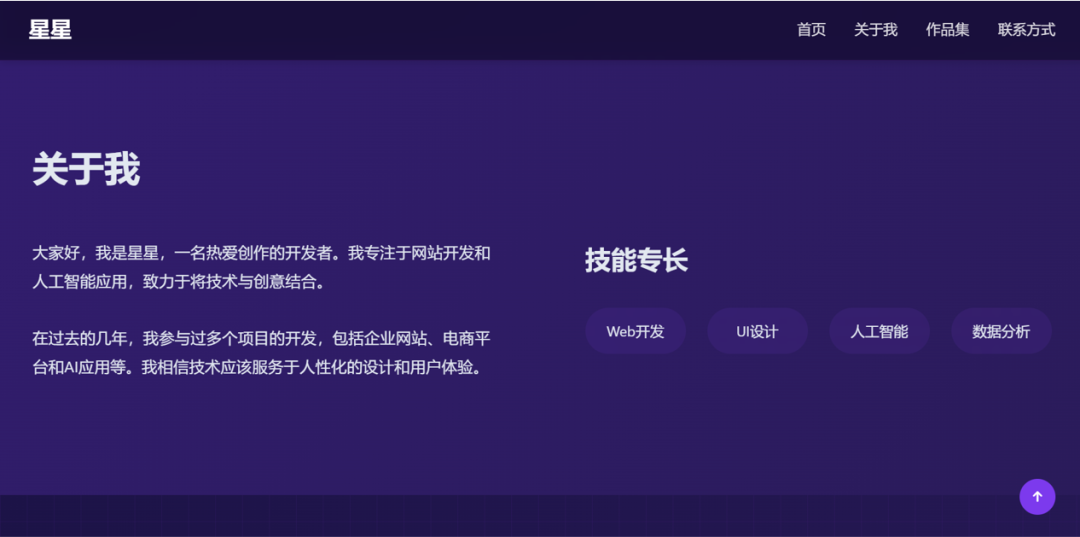 星星
首页 关于我 作品集 联系方式
关于我
大家好，我是星星，一名热爱创作的开发者。我专注于网站开发和
人工智能应用，致力于将技术与创意结合。
在过去的几年，我参与过多个项目的开发，包括企业网站、电商平
台和AI应用等。我相信技术应该服务于人性化的设计和用户体验。
技能专长
Web开发 UI设计 人工智能 数据分析